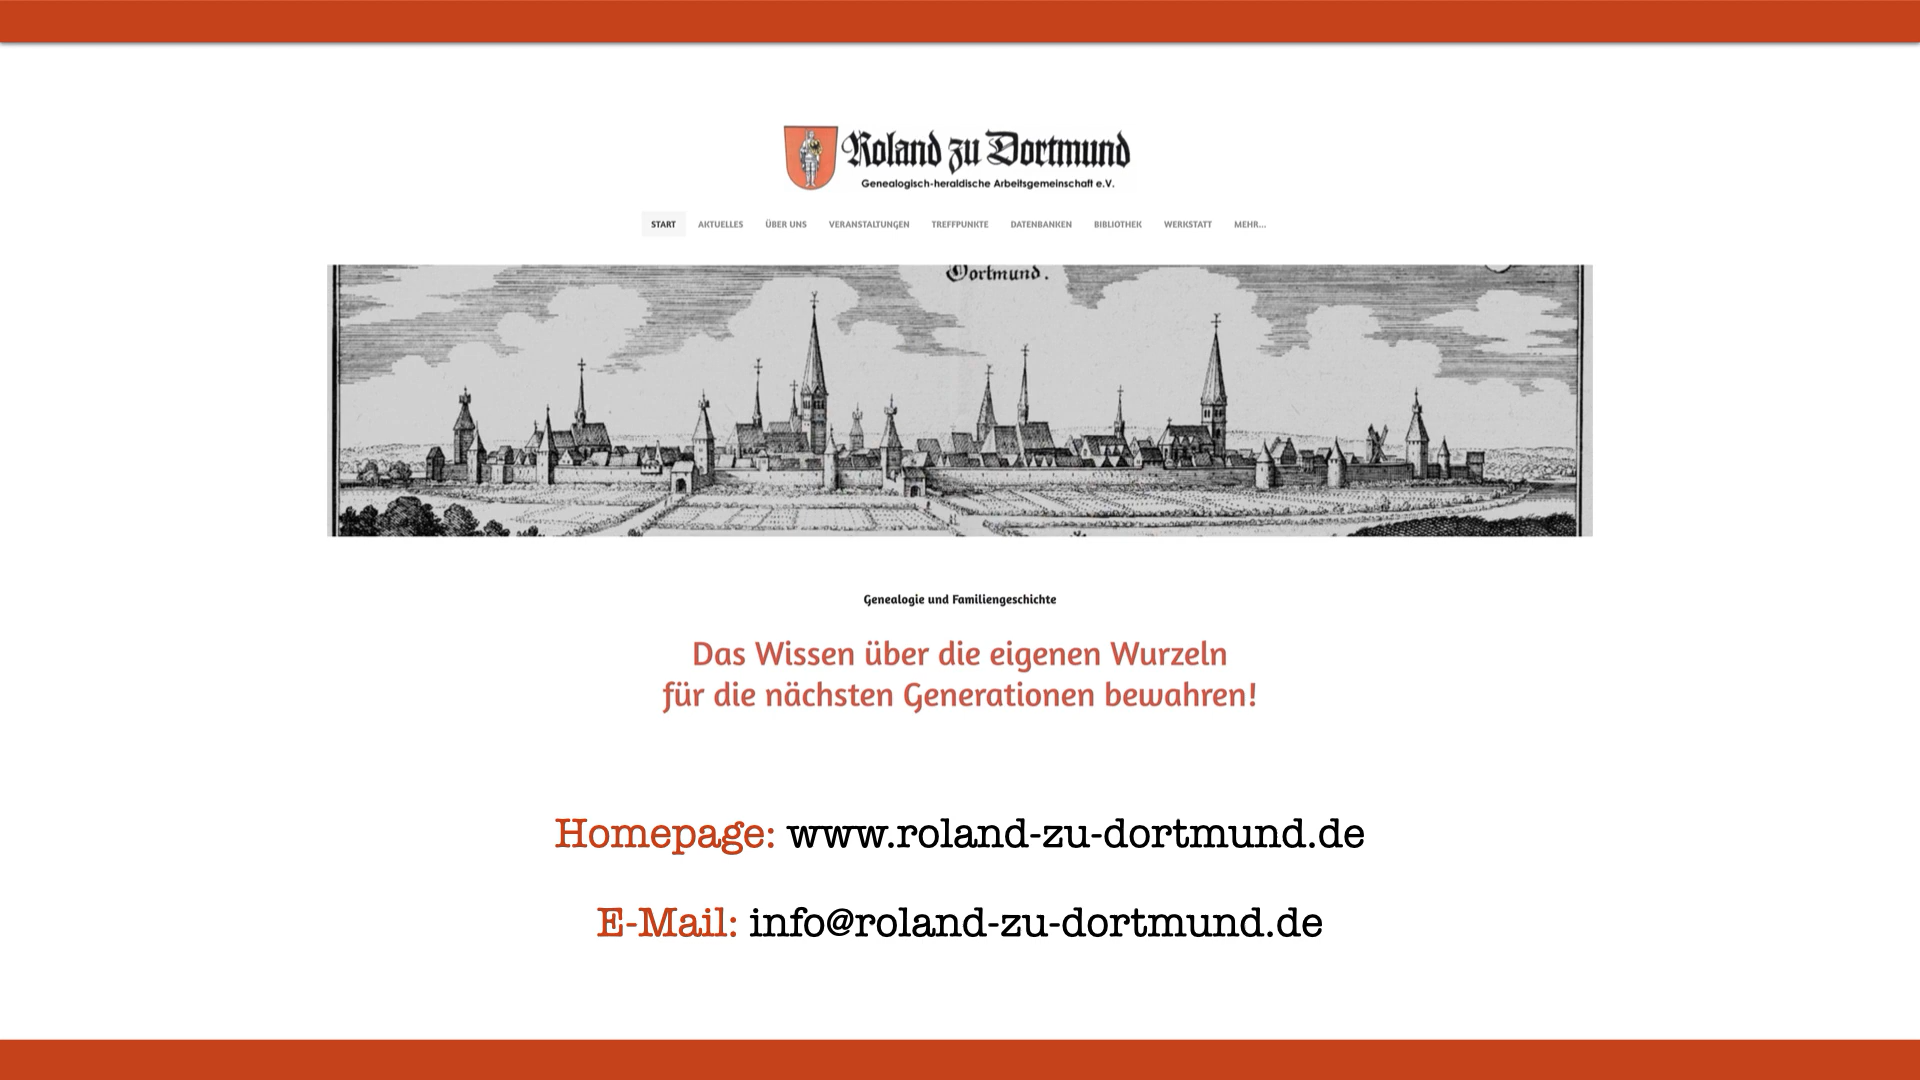 Roland zu Dortmund
Genealogisch-heraldische Arbeitsgemeinschaft e.V.
START AKTUELLES ÜBER UNS VERANSTALTUNGEN TREFFPUNKTE DATENBANKEN BIBLIOTHEK WERKSTATT MEHR...
Dortmund.
Genealogie und Familiengeschichte
Das Wissen über die eigenen Wurzeln
für die nächsten Generationen bewahren!
Homepage: www.roland-zu-dortmund.de
E-Mail: info@roland-zu-dortmund.de